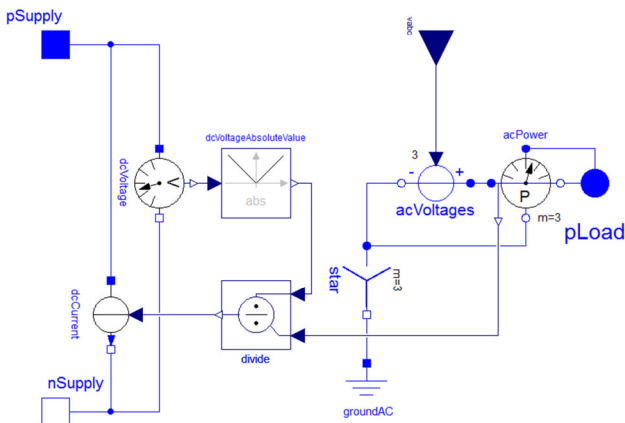 pSupply
vabc
dcVoltageAbsoluteValue
acPower
3
dcVoltage
V
abs
-
+
P
acVoltages
m=3
pLoad
star
m=3
dcCurrent
divide
nSupply
groundAC